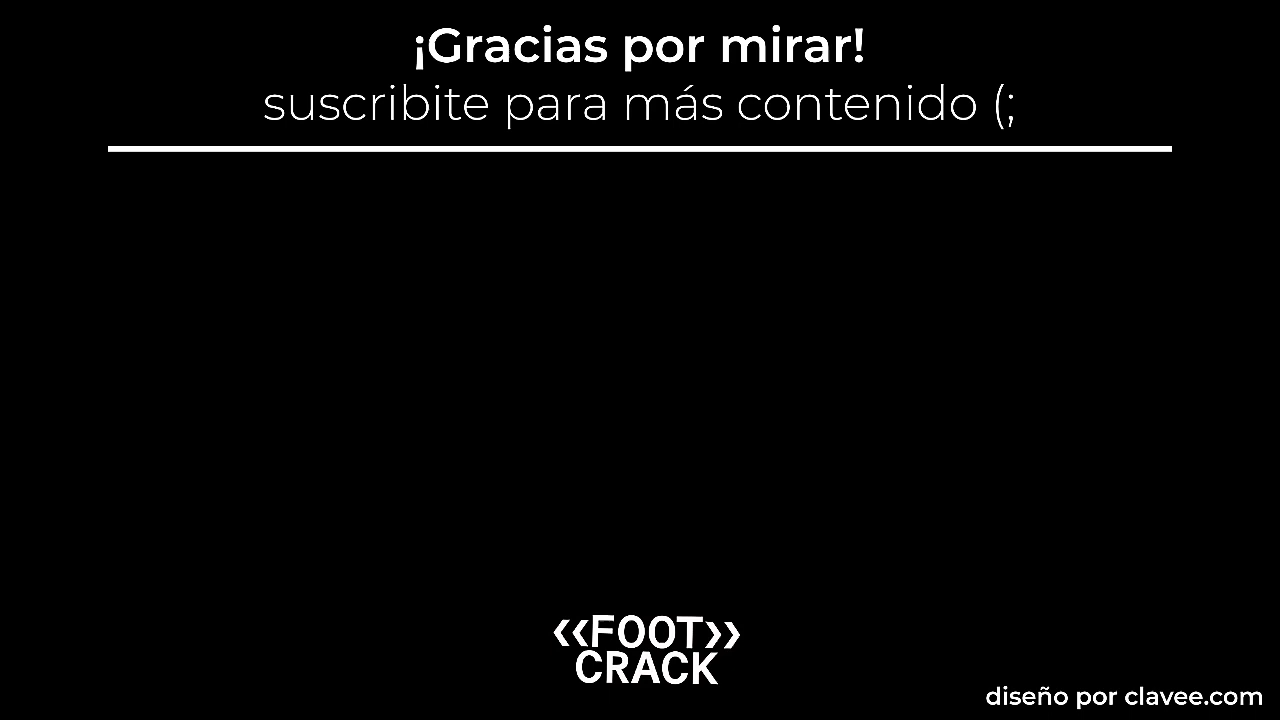 ¡Gracias por mirar!
suscribite para más contenido (;
‹‹FOOT››
CRACK
diseño por clavee.com